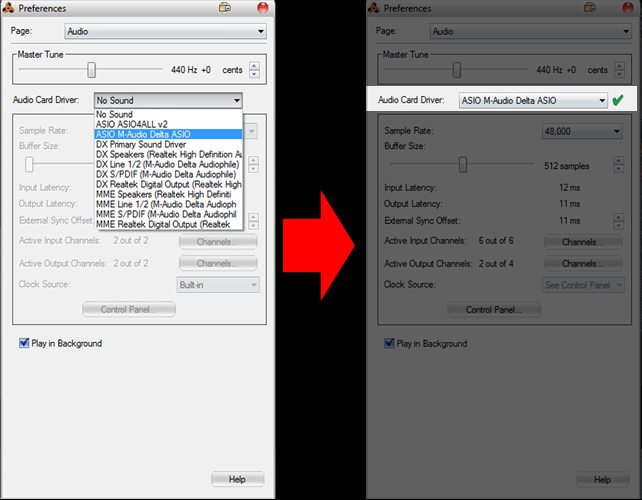 Preferences
Page: Audio
Master Tune
440 Hz +0 cents
Audio Card Driver: No Sound
No Sound
ASIO ASIO4ALL v2
ASIO M-Audio Delta ASIO
DX Primary Sound Driver
DX Speakers (Realtek High Definition Au
DX Line 1/2 (M-Audio Delta Audiophile)
DX S/PDIF (M-Audio Delta Audiophile)
DX Realtek Digital Output (Realtek High
MME Speakers (Realtek High Definiti
MME Line 1/2 (M-Audio Delta Audioph
MME S/PDIF (M-Audio Delta Audiophil
MME Realtek Digital Output (Realtek
Sample Rate:
Buffer Size:
Input Latency:
Output Latency:
External Sync Offset:
Active Input Channels: 2 out of 2 Channels...
Active Output Channels: 2 out of 2 Channels...
Clock Source: Built-in
Control Panel...
Play in Background
Help
Preferences
Page: Audio
Master Tune
440 Hz +0 cents
Audio Card Driver: ASIO M-Audio Delta ASIO
Sample Rate: 48,000
Buffer Size:
512 samples
Input Latency: 12 ms
Output Latency: 11 ms
External Sync Offset: 11 ms
Active Input Channels: 6 out of 6 Channels...
Active Output Channels: 2 out of 4 Channels...
Clock Source: See Control Panel
Control Panel...
Play in Background
Help